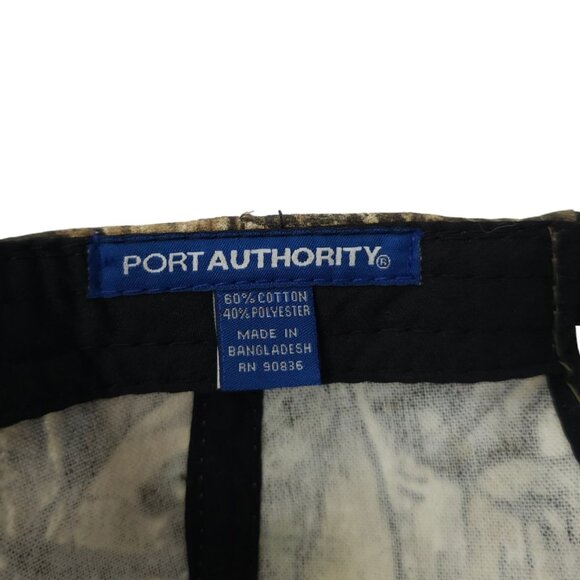 PORT AUTHORITY®
60% COTTON
40% POLYESTER
MADE IN
BANGLADESH
RN 90836